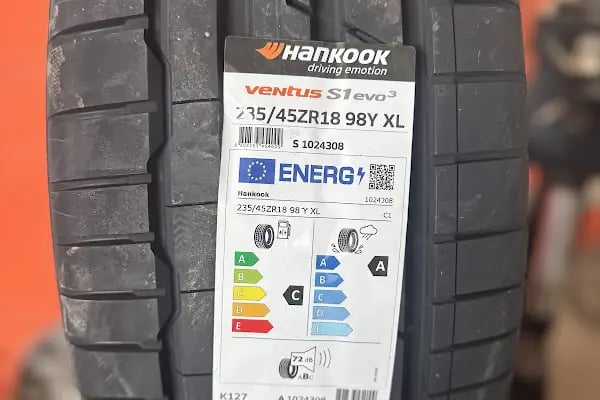 HANKOOK
driving emotion
ventus S1 evo³
235/45ZR18 98Y XL
S 1024308
ENERG
Hankook
1024308
235/45ZR18 98 Y XL
C1
A
B
C
D
E
C
A
B
C
D
E
A
72 dB
ABC
K127
A 1024308